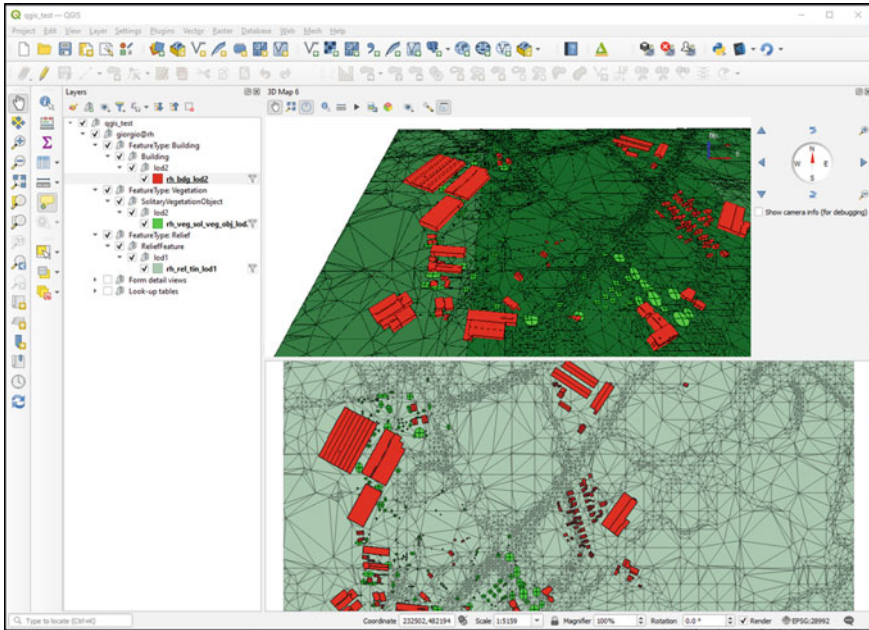 qgis_test — QGIS
Project Edit View Layer Settings Plugins Vector Raster Database Web Mesh Help
Layers
qgis_test
giorgio@rh
FeatureType: Building
Building
lod2
rh_bdg_lod2
FeatureType: Vegetation
SolitaryVegetationObject
lod2
rh_veg_sol_veg_obj_lod.
FeatureType: Relief
ReliefFeature
lod1
rh_rel_tin_lod1
Form detail views
Look-up tables
3D Map 6
N
W E
S
Show camera info (for debugging)
Type to locate (Ctrl+K)
Coordinate 232502,482194 Scale 1:5159 Magnifier 100% Rotation 0.0 ° Render EPSG:28992